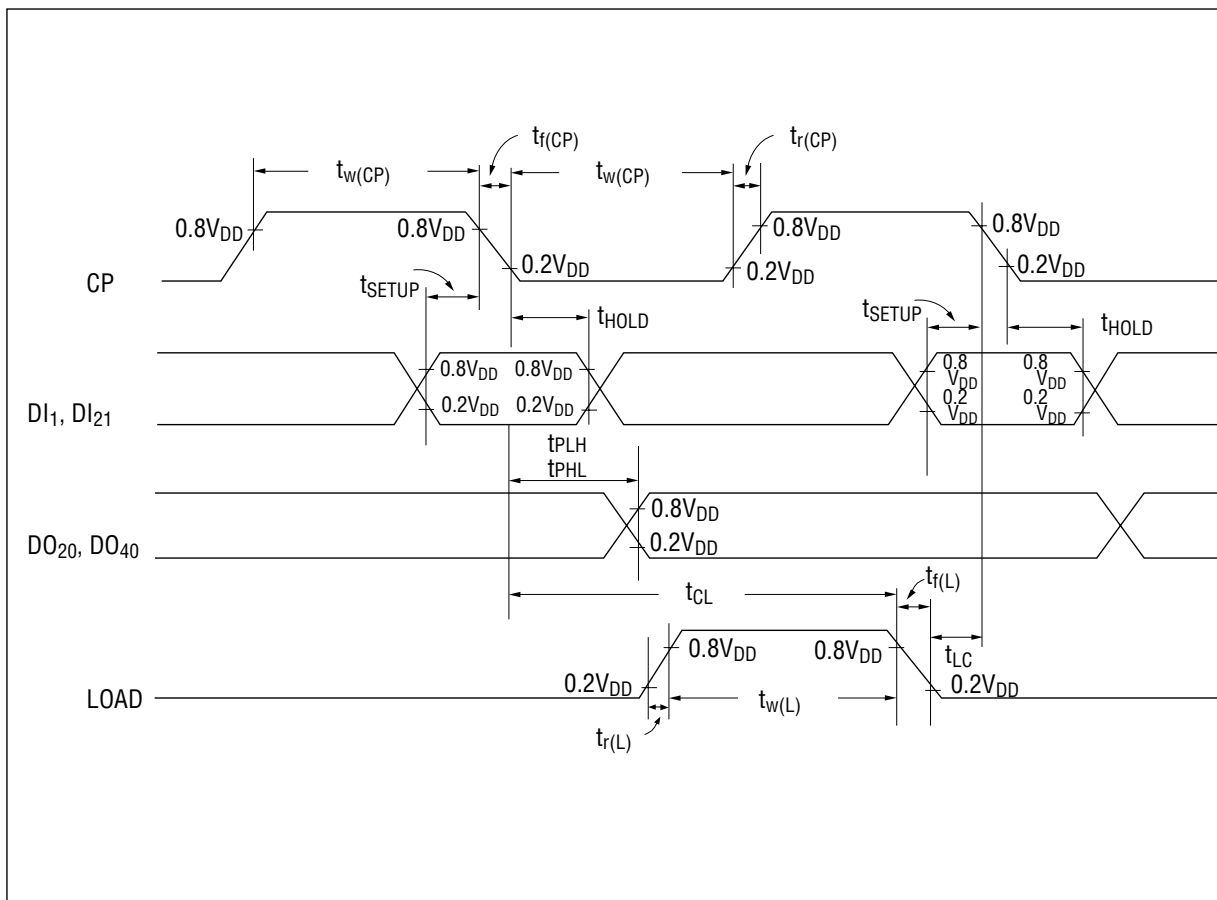 tf(CP)
tr(CP)
tw(CP)
tw(CP)
0.8VDD
0.8VDD
0.8VDD
0.8VDD
0.2VDD
0.2VDD
0.2VDD
CP
tSETUP
tHOLD
tSETUP
tHOLD
0.8VDD
0.8VDD
0.8
VDD
0.8
VDD
0.2VDD
0.2VDD
0.2
VDD
0.2
VDD
DI1, DI21
tPLH
tPHL
0.8VDD
0.2VDD
DO20, DO40
tCL
tf(L)
0.8VDD
0.8VDD
tLC
0.2VDD
0.2VDD
LOAD
tw(L)
tr(L)